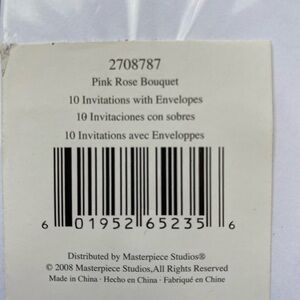 2708787
Pink Rose Bouquet
10 Invitations with Envelopes
10 Invitaciones con sobres
10 Invitations avec Enveloppes
6 01952 65235 6
Distributed by Masterpiece Studios®
© 2008 Masterpiece Studios,All Rights Reserved
Made in China · Hecho en China · Fabriqué en Chine